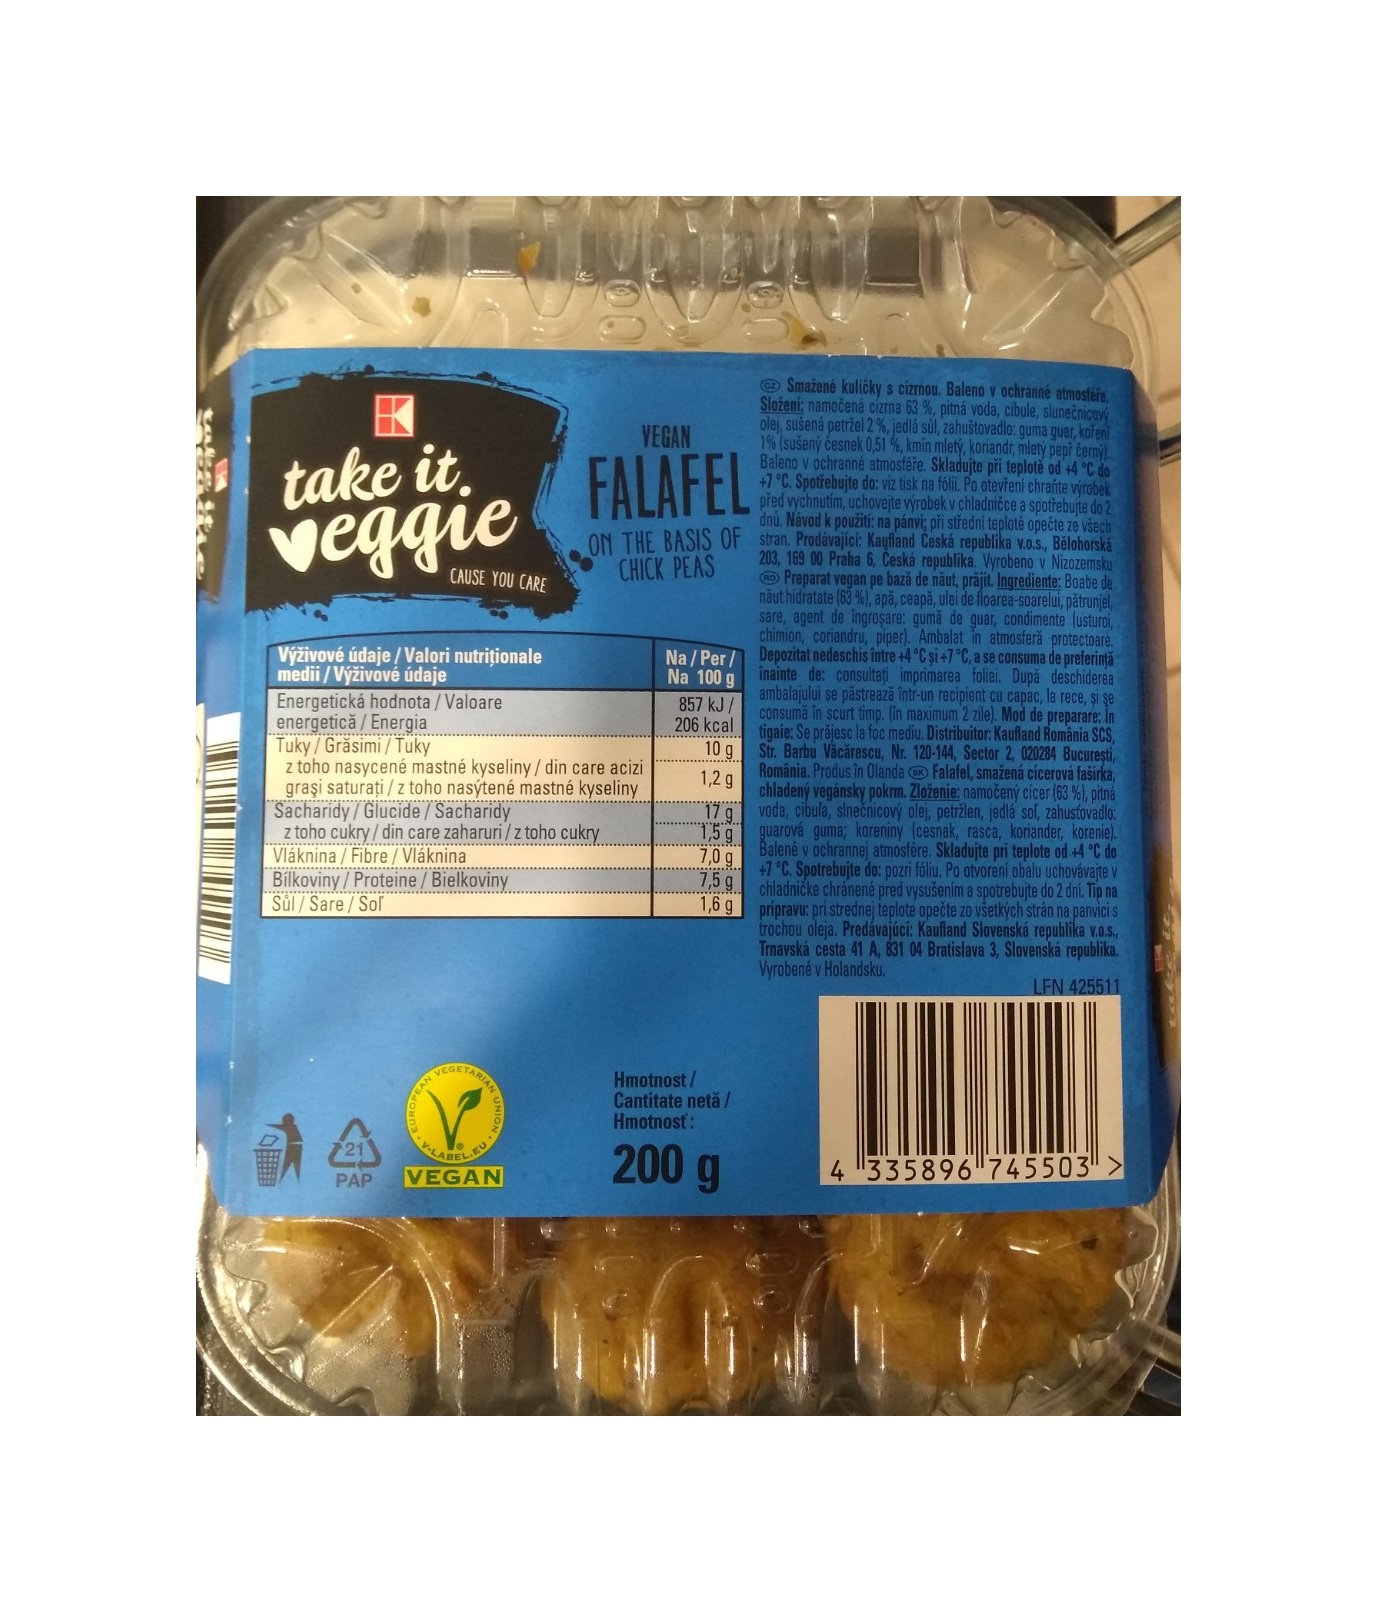 take it
veggie
CAUSE YOU CARE
VEGAN
FALAFEL
ON THE BASIS OF
CHICK PEAS
Výživové údaje / Valori nutriționale
medii / Výživové údaje
Na / Per /
Na 100 g
Energetická hodnota / Valoare
energetică / Energia
857 kJ /
206 kcal
Tuky / Grăsimi / Tuky
10 g
z toho nasycené mastné kyseliny / din care acizi
grași saturați / z toho nasýtené mastné kyseliny
1,2 g
Sacharidy / Glucide / Sacharidy
17 g
z toho cukry / din care zaharuri / z toho cukry
1,5 g
Vláknina / Fibre / Vláknina
7,0 g
Bílkoviny / Proteine / Bielkoviny
7,5 g
Sůl / Sare / Soľ
1,6 g
CZ Smažené kuličky s cizrnou. Baleno v ochranné atmosféře.
Složení: namočená cizrna 63 %, pitná voda, cibule, slunečnicový
olej, sušená petržel 2 %, jedlá sůl, zahušťovadlo: guma guar, koření
1% (sušený česnek 0,51 %, kmín mletý, koriandr, mletý pepř černý).
Baleno v ochranné atmosféře. Skladujte při teplotě od +4 °C do
+7 °C. Spotřebujte do: viz tisk na fólii. Po otevření chraňte výrobek
před vychnutím, uchovejte výrobek v chladničce a spotřebujte do 2
dnů. Návod k použití: na pánvi; při střední teplotě opečte ze všech
stran. Prodávající: Kaufland Česká republika v.o.s., Bělohorská
203, 169 00 Praha 6, Česká republika. Vyrobeno v Nizozemsku
RO Preparat vegan pe bază de năut, prăjit. Ingrediente: Boabe de
năut hidratate (63 %), apă, ceapă, ulei de floarea-soarelui, pătrunjel,
sare, agent de îngroșare: gumă de guar, condimente (usturoi,
chimion, coriandru, piper). Ambalat în atmosferă protectoare.
Depozitat nedeschis între +4 °C și +7 °C, a se consuma de preferință
înainte de: consultați imprimarea foliei. După deschiderea
ambalajului se păstrează într-un recipient cu capac, la rece, și se
consumă în scurt timp. (în maximum 2 zile). Mod de preparare: În
tigaie: Se prăjesc la foc mediu. Distribuitor: Kaufland România SCS,
Str. Barbu Văcărescu, Nr. 120-144, Sector 2, 020284 București,
România. Produs în Olanda SK Falafel, smažená cícerová fašírka,
chladený vegánsky pokrm. Zloženie: namočený cícer (63 %), pitná
voda, cibuľa, slnečnicový olej, petržlen, jedlá soľ, zahusťovadlo:
guarová guma; koreniny (cesnak, rasca, koriander, korenie).
Balené v ochrannej atmosfére. Skladujte pri teplote od +4 °C do
+7 °C. Spotrebujte do: pozri fóliu. Po otvorení obalu uchovávajte v
chladničke chránené pred vysušením a spotrebujte do 2 dní. Tip na
prípravu: pri strednej teplote opečte zo všetkých strán na panvici s
trochou oleja. Predávajúci: Kaufland Slovenská republika v.o.s.,
Trnavská cesta 41 A, 831 04 Bratislava 3, Slovenská republika.
Vyrobené v Holandsku.
LFN 425511
21
PAP
EUROPEAN VEGETARIAN UNION
V-LABEL.EU
VEGAN
Hmotnost /
Cantitate netă /
Hmotnosť :
200 g
4 335896 745503 >